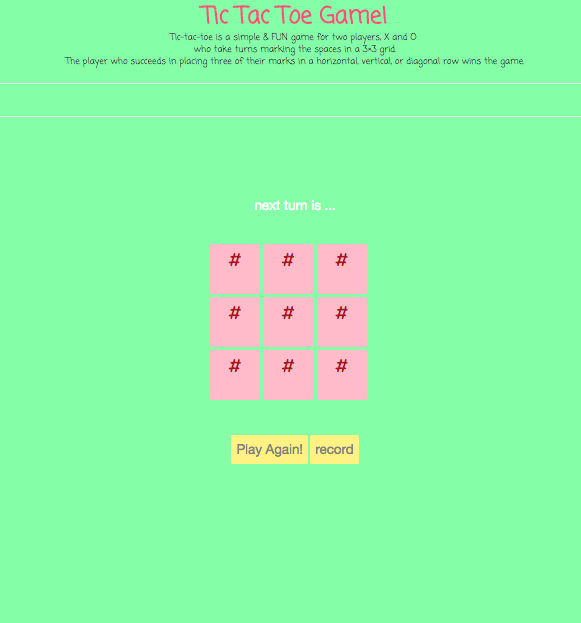 Tic Tac Toe Game!
Tic-tac-toe is a simple & FUN game for two players, X and O
who take turns marking the spaces in a 3×3 grid.
The player who succeeds in placing three of their marks in a horizontal, vertical, or diagonal row wins the game.
next turn is ...
# # #
# # #
# # #
Play Again! record